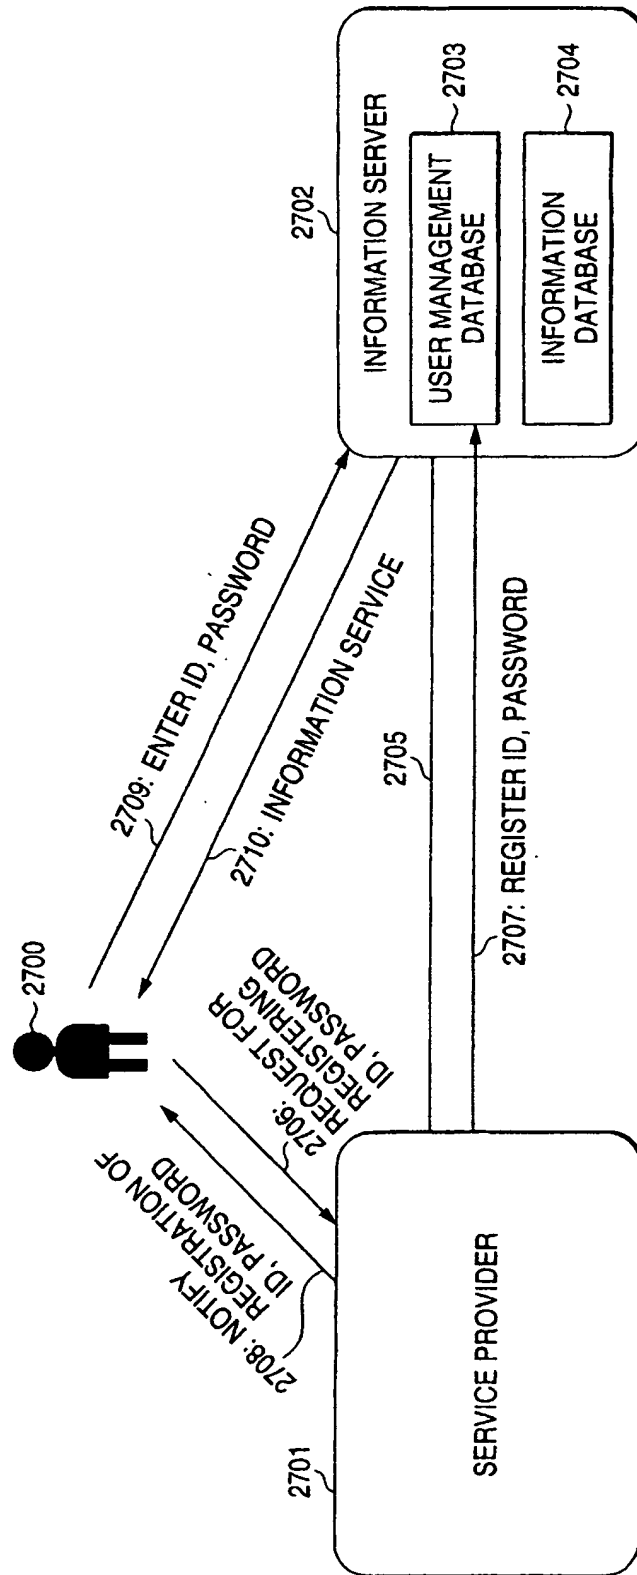 2700
2709: ENTER ID, PASSWORD
2710: INFORMATION SERVICE
2706:
REQUEST FOR
REGISTERING
ID, PASSWORD
2708: NOTIFY
REGISTRATION OF
ID, PASSWORD
2701
SERVICE PROVIDER
2705
2707: REGISTER ID, PASSWORD
2702
INFORMATION SERVER
USER MANAGEMENT
DATABASE
2703
INFORMATION
DATABASE
2704